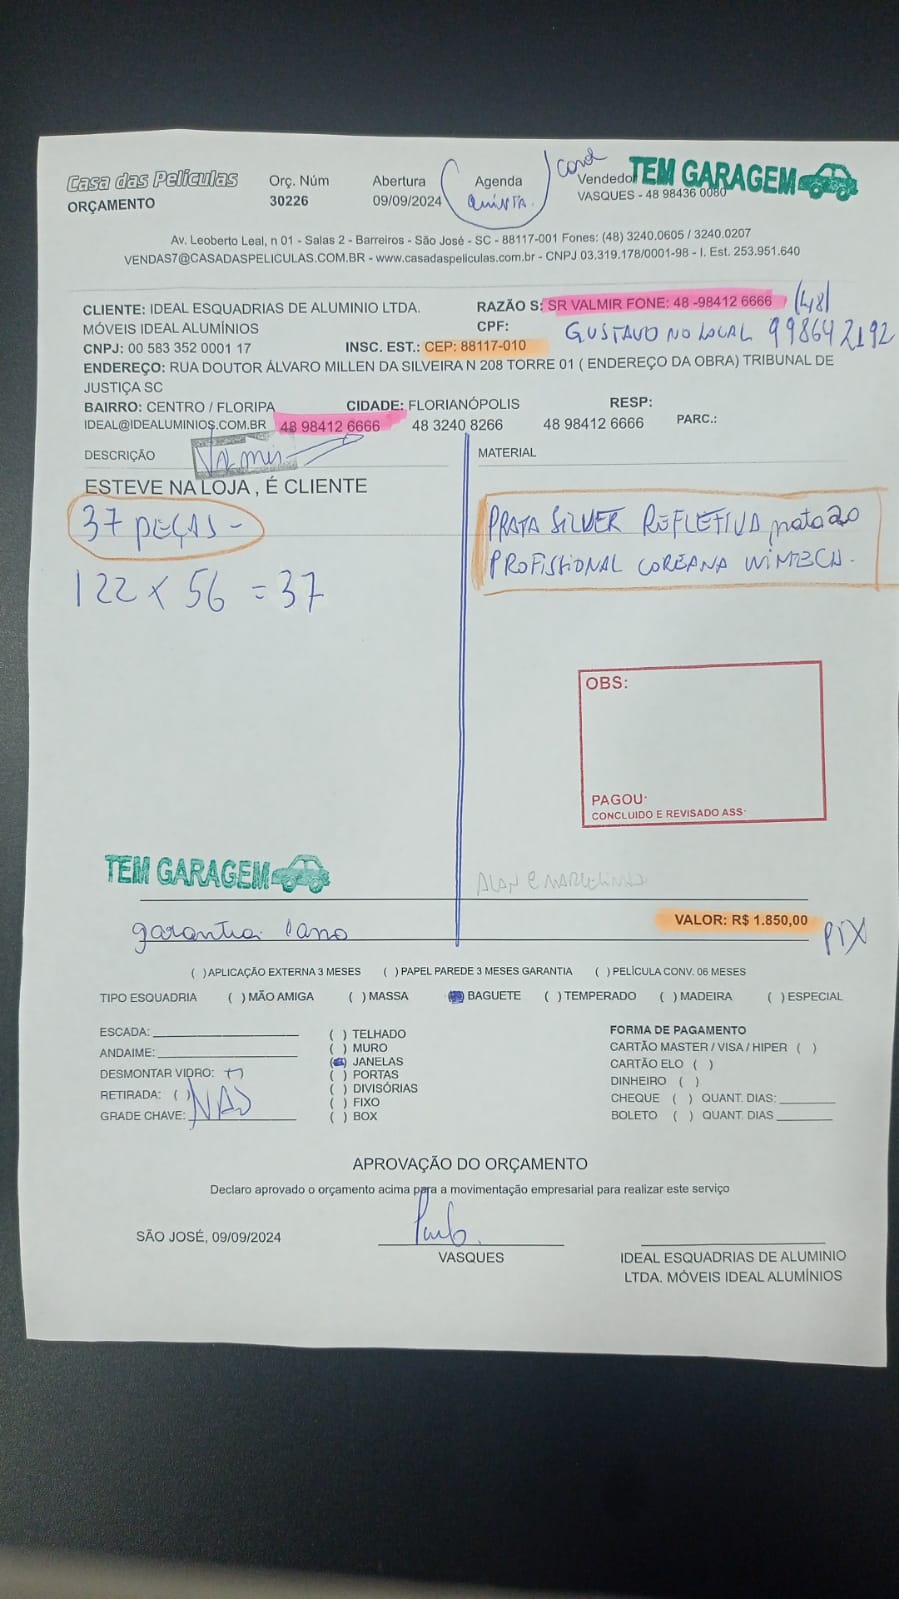 Casa das Películas
ORÇAMENTO
Orç. Núm
30226
Abertura
09/09/2024
Agenda
QUINTA.
Vendedor
VASQUES - 48 98436 0080
TEM GARAGEM
Av. Leoberto Leal, n 01 - Salas 2 - Barreiros - São José - SC - 88117-001 Fones: (48) 3240.0605 / 3240.0207
VENDAS7@CASADASPELICULAS.COM.BR - www.casadaspeliculas.com.br - CNPJ 03.319.178/0001-98 - I. Est. 253.951.640
CLIENTE: IDEAL ESQUADRIAS DE ALUMINIO LTDA.
MÓVEIS IDEAL ALUMÍNIOS
RAZÃO S: SR VALMIR FONE: 48 -98412 6666
(48)
CPF:
GUSTAVO NO LOCAL 998642192
CNPJ: 00 583 352 0001 17
INSC. EST.: CEP: 88117-010
ENDEREÇO: RUA DOUTOR ÁLVARO MILLEN DA SILVEIRA N 208 TORRE 01 ( ENDEREÇO DA OBRA) TRIBUNAL DE
JUSTIÇA SC
BAIRRO: CENTRO / FLORIPA
CIDADE: FLORIANÓPOLIS
RESP:
IDEAL@IDEALUMINIOS.COM.BR
48 98412 6666
48 3240 8266
48 98412 6666
PARC.:
DESCRIÇÃO
MATERIAL
ESTEVE NA LOJA , É CLIENTE
37 PEÇAS -
122 x 56 = 37
PRATA SILVER REFLETIVA, prata 20
PROFISSIONAL COREANA WINTECH.
OBS:
PAGOU:
CONCLUIDO E REVISADO ASS:
TEM GARAGEM
ALAN E MARCELINHO
garantia 1 ano
VALOR: R$ 1.850,00
PIX
( )APLICAÇÃO EXTERNA 3 MESES ( )PAPEL PAREDE 3 MESES GARANTIA ( )PELÍCULA CONV. 06 MESES
TIPO ESQUADRIA ( )MÃO AMIGA ( )MASSA ( )BAGUETE ( )TEMPERADO ( )MADEIRA ( )ESPECIAL
ESCADA:
ANDAIME:
DESMONTAR VIDRO: ( )
RETIRADA: ( )
NÃO
GRADE CHAVE:
( ) TELHADO
( ) MURO
( ) JANELAS
( ) PORTAS
( ) DIVISÓRIAS
( ) FIXO
( ) BOX
FORMA DE PAGAMENTO
CARTÃO MASTER / VISA / HIPER ( )
CARTÃO ELO ( )
DINHEIRO ( )
CHEQUE ( ) QUANT. DIAS:
BOLETO ( ) QUANT. DIAS
APROVAÇÃO DO ORÇAMENTO
Declaro aprovado o orçamento acima para a movimentação empresarial para realizar este serviço
SÃO JOSÉ, 09/09/2024
VASQUES
IDEAL ESQUADRIAS DE ALUMINIO
LTDA. MÓVEIS IDEAL ALUMÍNIOS